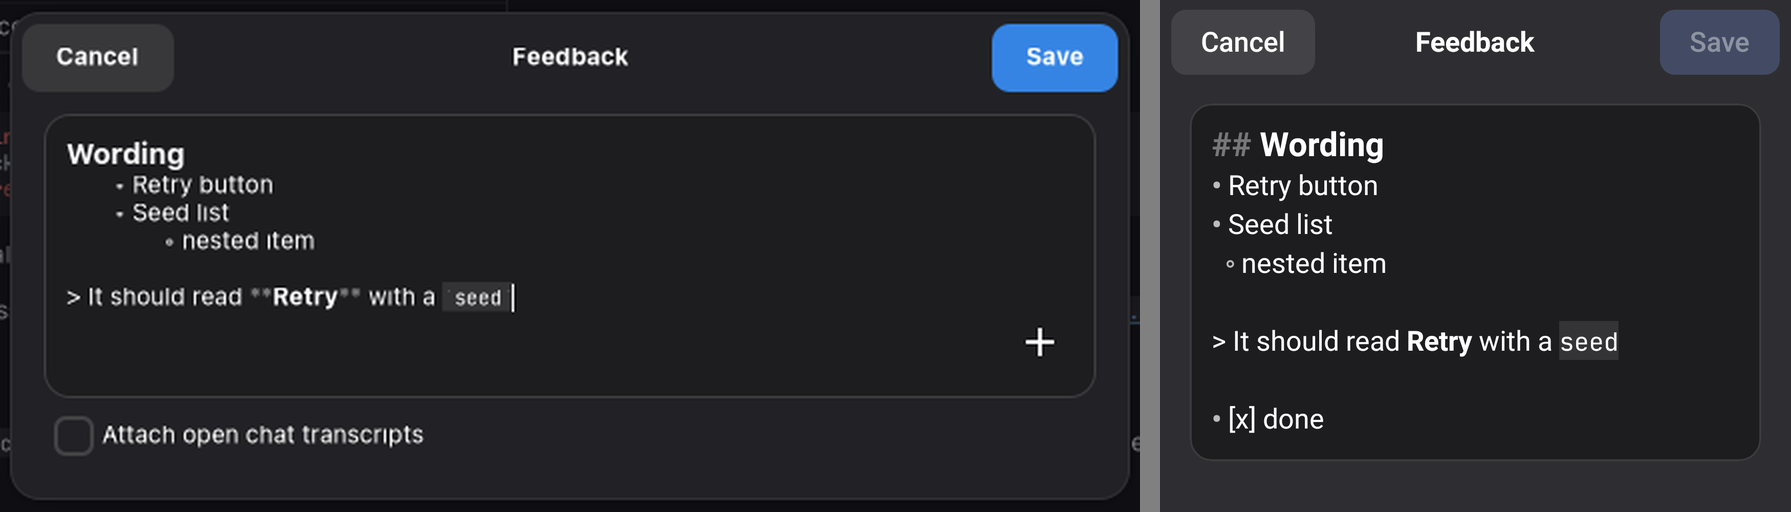 Cancel
Feedback
Save
Wording
• Retry button
• Seed list
◦ nested item
> It should read **Retry** with a `seed`
+
Attach open chat transcripts
Cancel
Feedback
Save
## Wording
• Retry button
• Seed list
◦ nested item
> It should read Retry with a seed
• [x] done